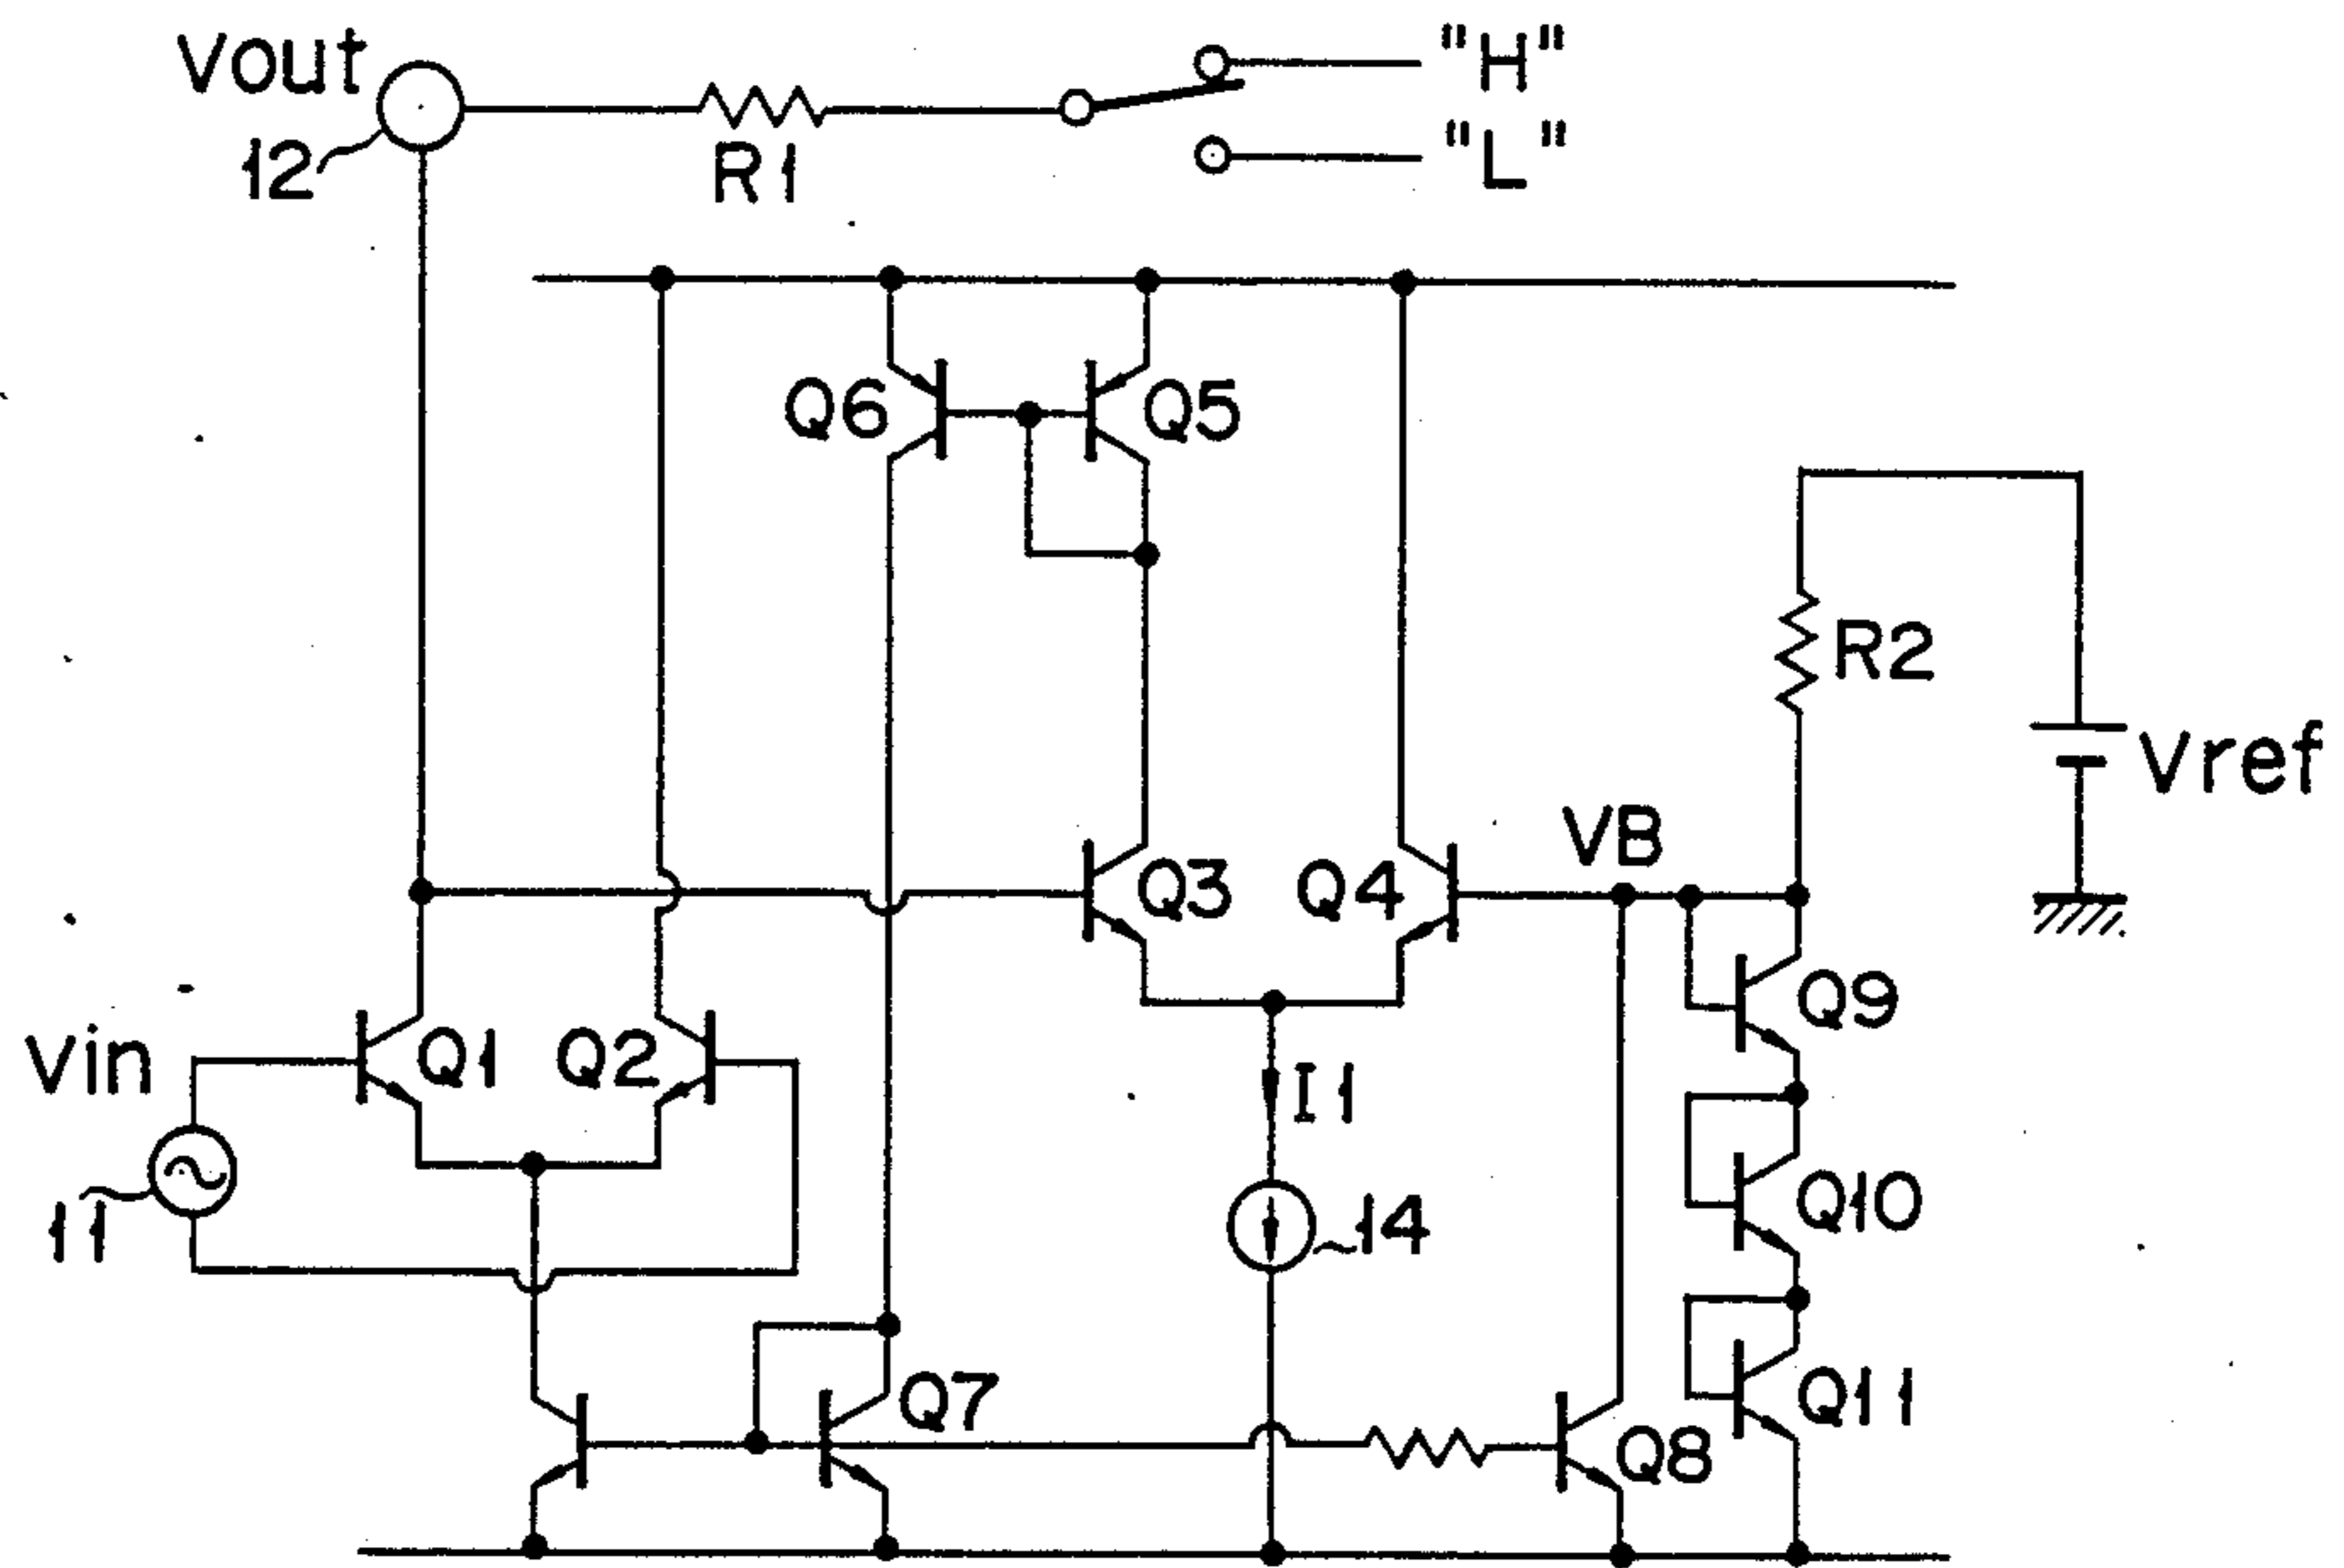 Vout
12
R1
"H"
"L"
Q6
Q5
R2
Vref
VB
Q3
Q4
Q9
Vin
Q1
Q2
I1
11
14
Q10
Q7
Q11
Q8